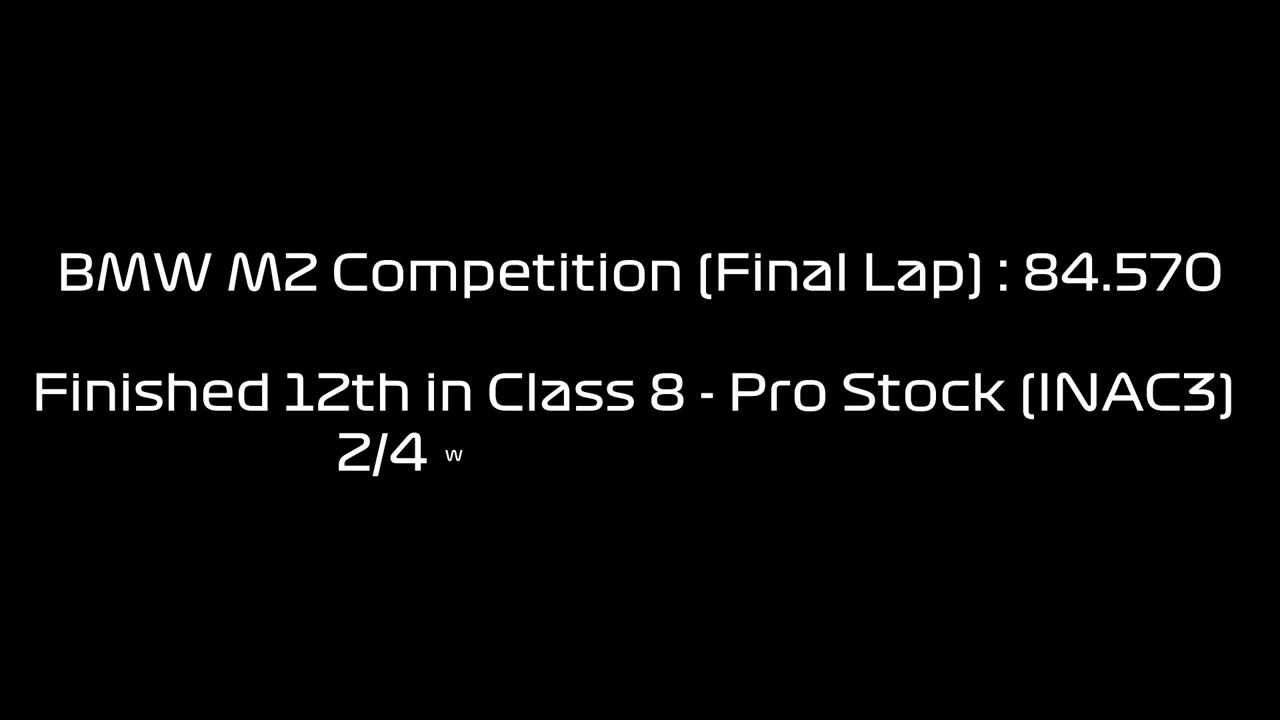 BMW M2 Competition (Final Lap) : 84.570
Finished 12th in Class 8 - Pro Stock (INAC3)
2/4 w